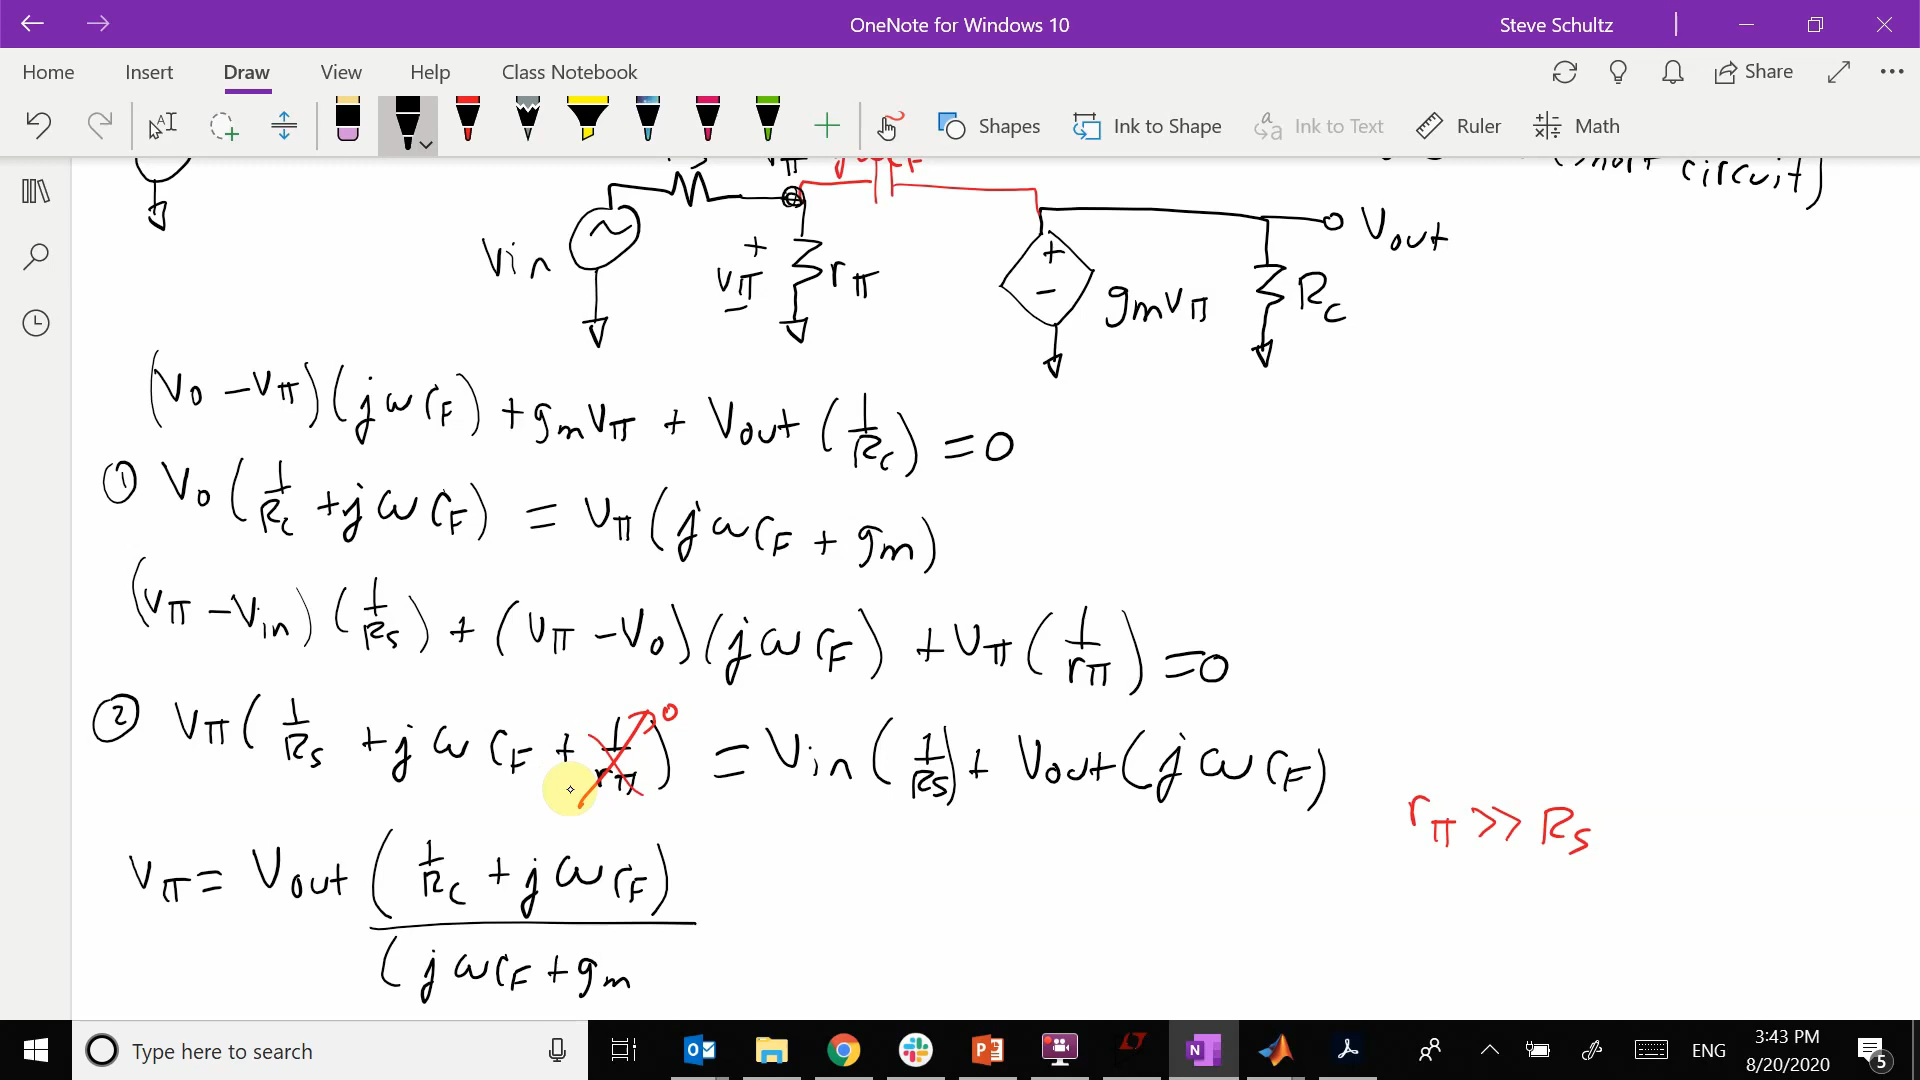 OneNote for Windows 10
Steve Schultz
Home Insert Draw View Help Class Notebook
Share
Shapes Ink to Shape Ink to Text Ruler Math
(short circuit)
Vin + vπ - rπ + - gmvπ Rc Vout
(Vo - Vπ)(jωCF) + gmVπ + Vout(1/Rc) = 0
① Vo(1/Rc + jωCF) = Vπ(jωCF + gm)
(Vπ - Vin)(1/Rs) + (Vπ - Vo)(jωCF) + Vπ(1/rπ) = 0
② Vπ(1/Rs + jωCF + 1/rπ) = Vin(1/Rs) + Vout(jωCF)
0
rπ >> Rs
Vπ = Vout (1/Rc + jωCF)
(jωCF + gm
Type here to search
ENG
3:43 PM
8/20/2020
5